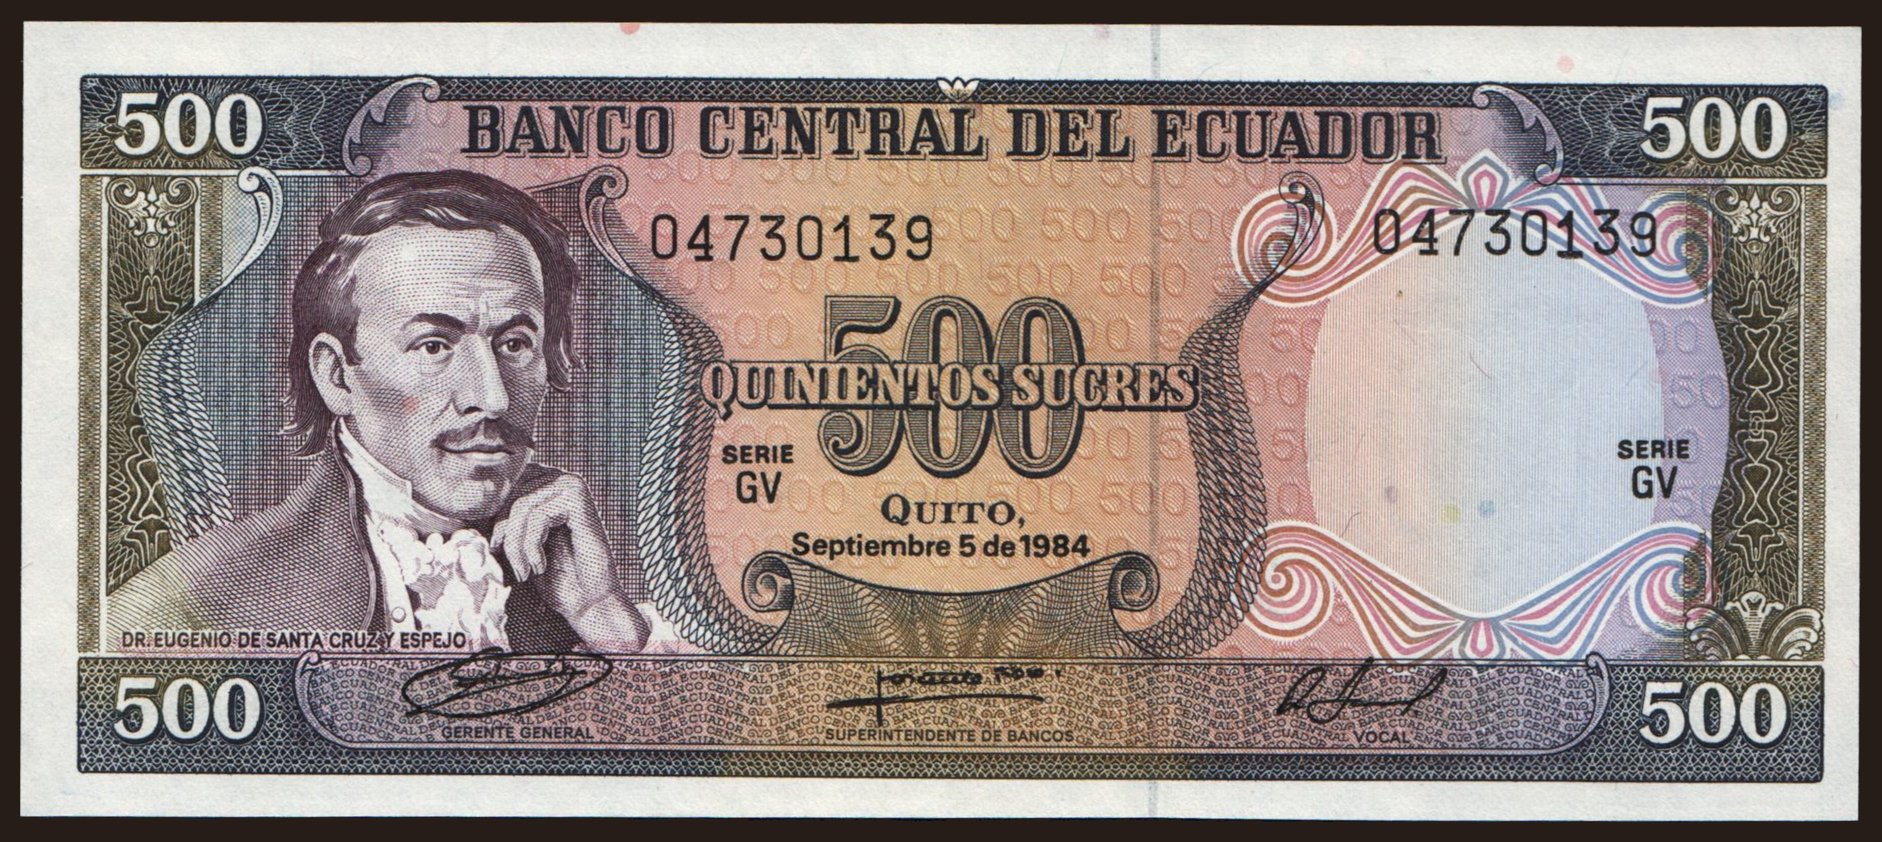 500 500
BANCO CENTRAL DEL ECUADOR
04730139 04730139
500
QUINIENTOS SUCRES
SERIE SERIE
GV GV
QUITO,
Septiembre 5 de 1984
DR. EUGENIO DE SANTA CRUZ Y ESPEJO
500 500
GERENTE GENERAL SUPERINTENDENTE DE BANCOS VOCAL